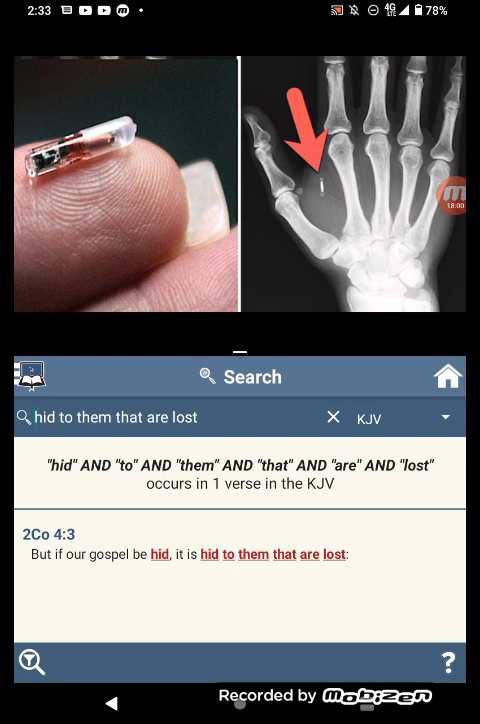 2:33
4G
LTE
78%
18:00
Search
hid to them that are lost
KJV
"hid" AND "to" AND "them" AND "that" AND "are" AND "lost"
occurs in 1 verse in the KJV
2Co 4:3
But if our gospel be hid, it is hid to them that are lost:
?
Recorded by Mobizen